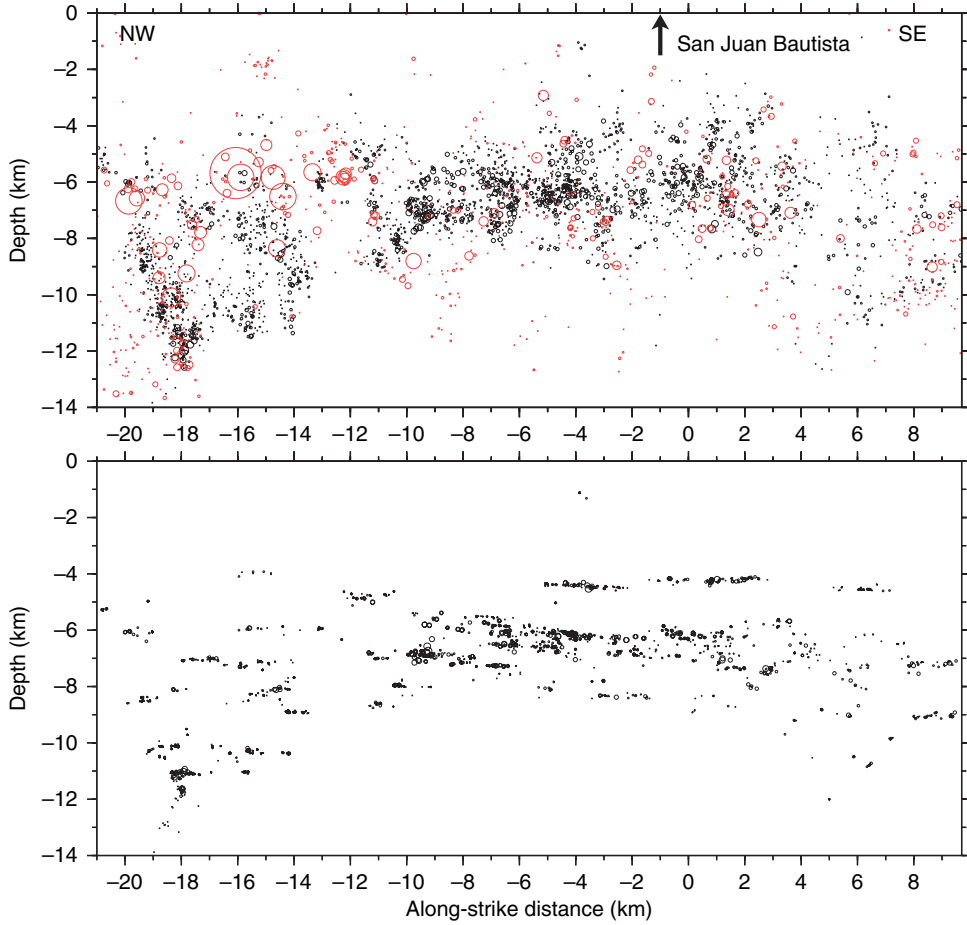 0
NW
San Juan Bautista
SE
−2
−4
−6
−8
−10
−12
−14
Depth (km)
−20 −18 −16 −14 −12 −10 −8 −6 −4 −2 0 2 4 6 8
0
−2
−4
−6
−8
−10
−12
−14
Depth (km)
−20 −18 −16 −14 −12 −10 −8 −6 −4 −2 0 2 4 6 8
Along-strike distance (km)